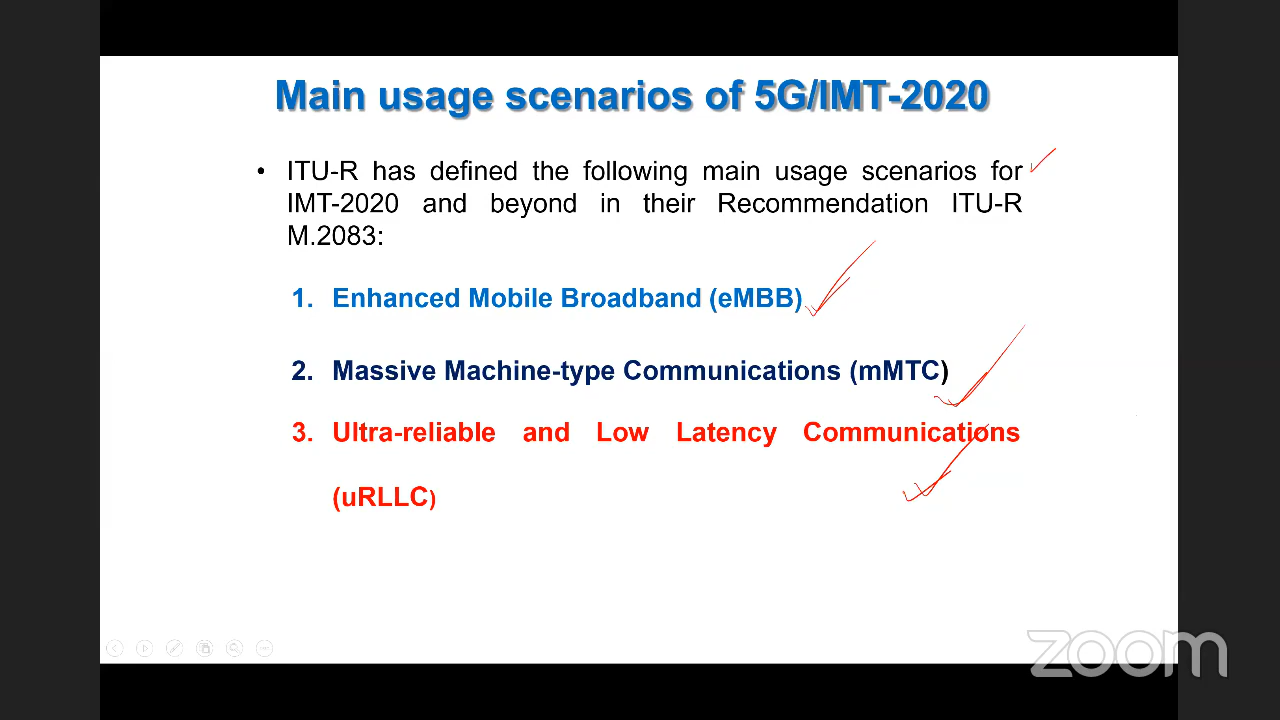 Main usage scenarios of 5G/IMT-2020
• ITU-R has defined the following main usage scenarios for
IMT-2020 and beyond in their Recommendation ITU-R
M.2083:
1. Enhanced Mobile Broadband (eMBB)
2. Massive Machine-type Communications (mMTC)
3. Ultra-reliable and Low Latency Communications
(uRLLC)
zoom